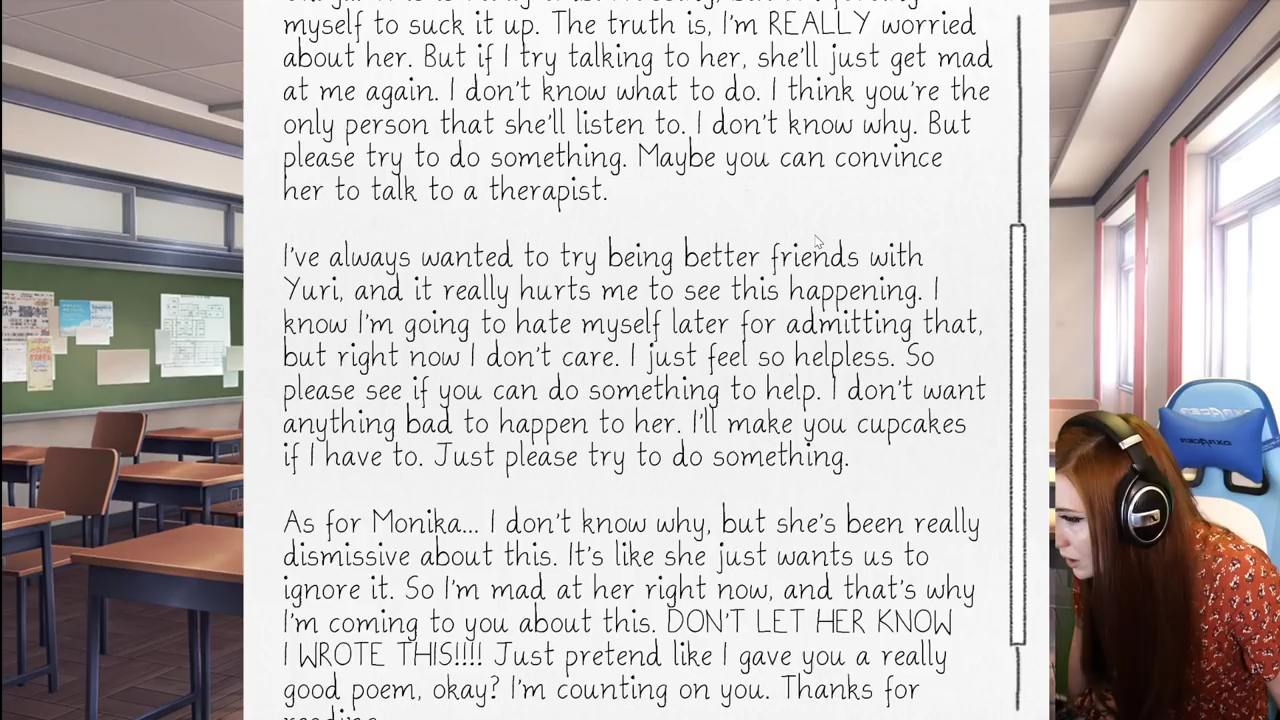 myself to suck it up. The truth is, I'm REALLY worried
about her. But if I try talking to her, she'll just get mad
at me again. I don't know what to do. I think you're the
only person that she'll listen to. I don't know why. But
please try to do something. Maybe you can convince
her to talk to a therapist.
I've always wanted to try being better friends with
Yuri, and it really hurts me to see this happening. I
know I'm going to hate myself later for admitting that,
but right now I don't care. I just feel so helpless. So
please see if you can do something to help. I don't want
anything bad to happen to her. I'll make you cupcakes
if I have to. Just please try to do something.
As for Monika... I don't know why, but she's been really
dismissive about this. It's like she just wants us to
ignore it. So I'm mad at her right now, and that's why
I'm coming to you about this. DON'T LET HER KNOW
I WROTE THIS!!!! Just pretend like I gave you a really
good poem, okay? I'm counting on you. Thanks for